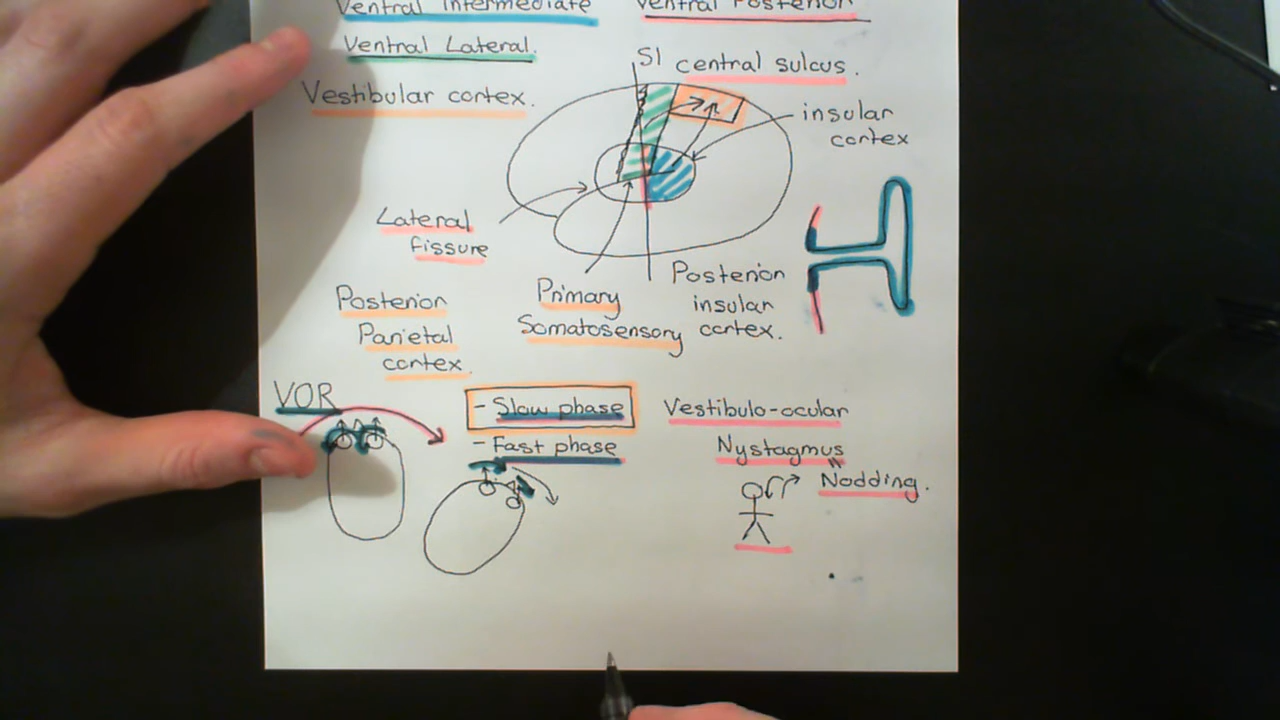 Ventral Intermediate
Ventral Posterior
Ventral Lateral.
S1
central sulcus.
Vestibular cortex.
insular
cortex
Lateral
fissure
Posterior
Parietal
cortex.
Primary
Somatosensory
Posterior
insular
cortex.
VOR
- Slow phase
- Fast phase
Vestibulo-ocular
Nystagmus
"
Nodding.